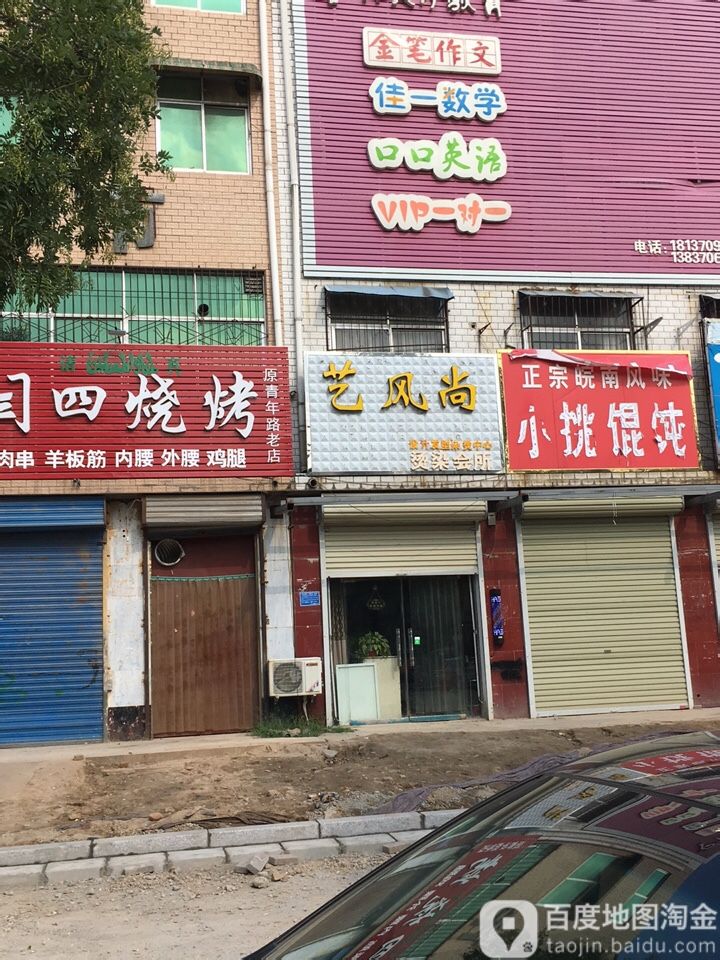 金笔作文
佳一数学
口口英语
VIP一对一
电话：1813709
1383706
闫四烧烤
原青年路老店
肉串 羊板筋 内腰 外腰 鸡腿
艺风尚
烫染会所
正宗皖南风味
小挑馄饨
百度地图淘金
taojin.baidu.com